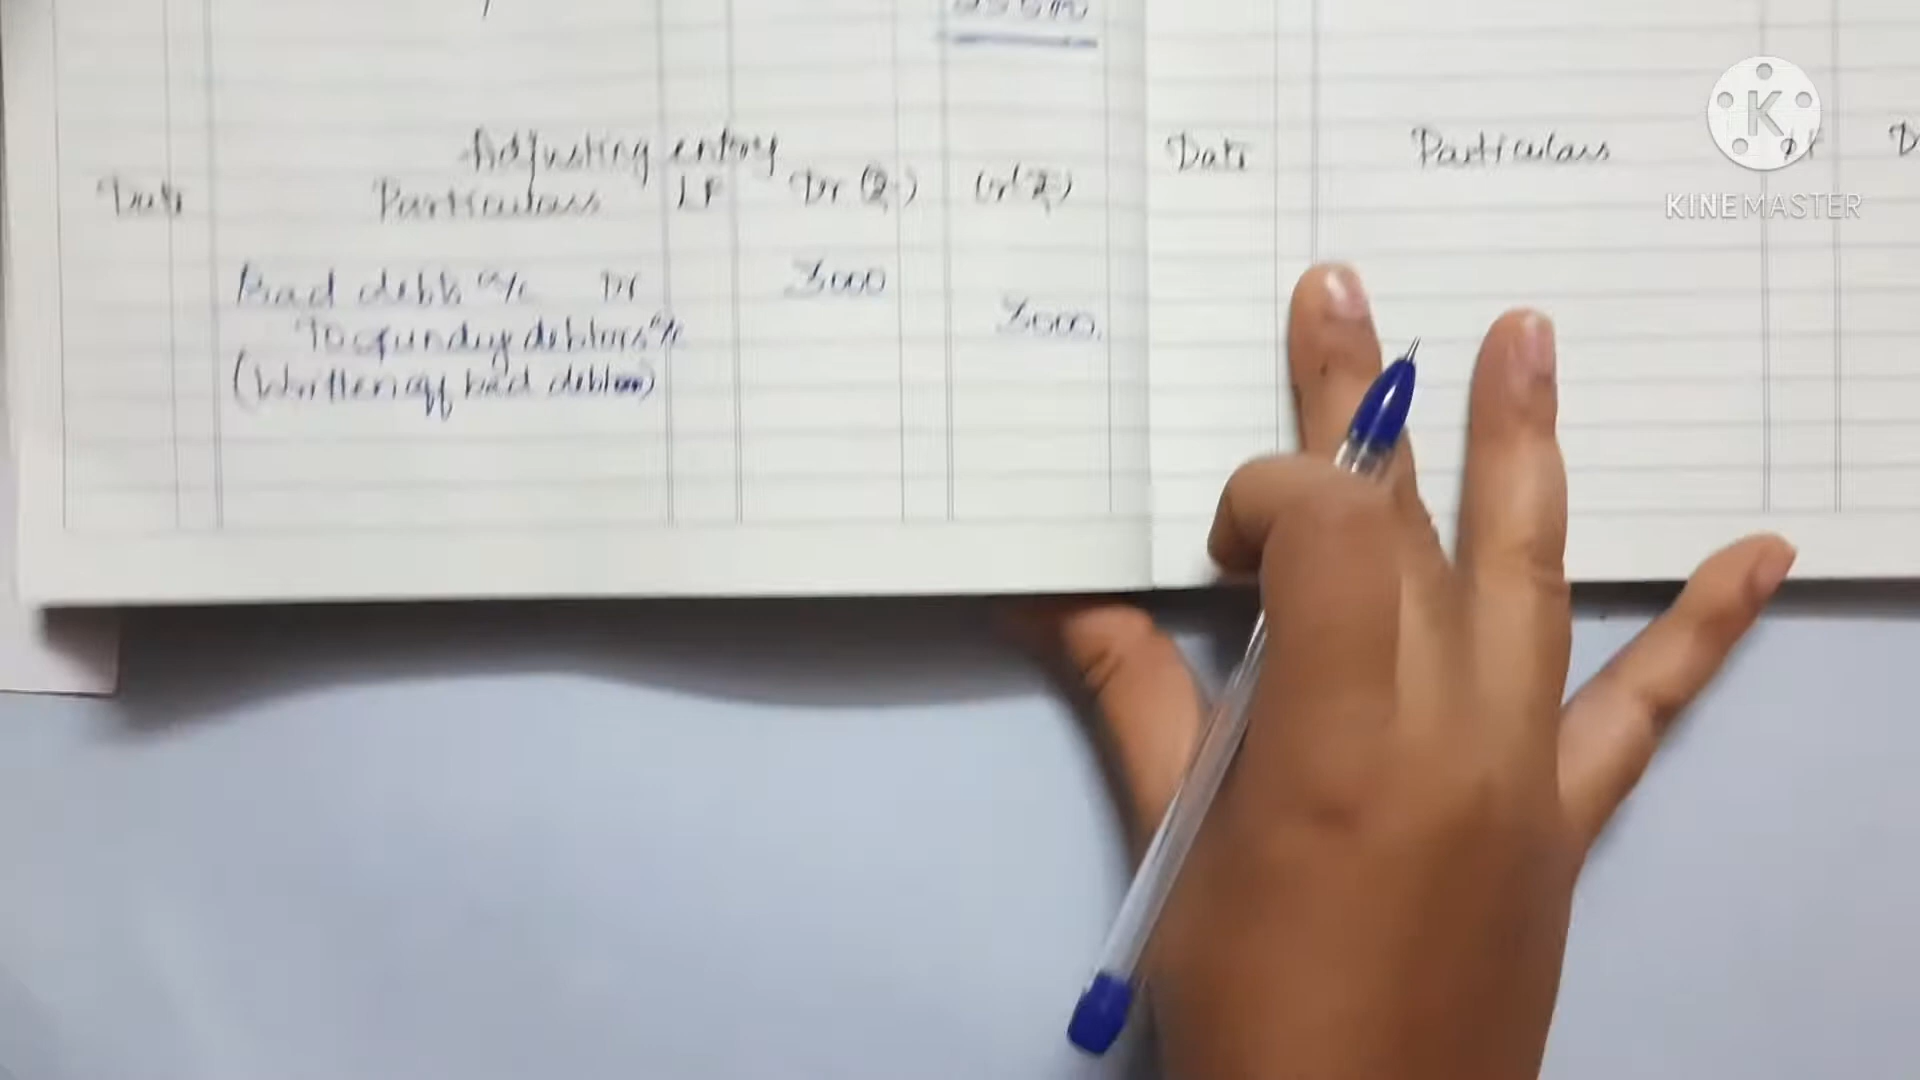 Adjusting entry
Date Particulars LF Dr (₹) Cr (₹)
Bad debts a/c Dr 3000
To sundry debtors a/c 3000.
(Written off bad debts)
Date Particulars LF D
K
KINEMASTER